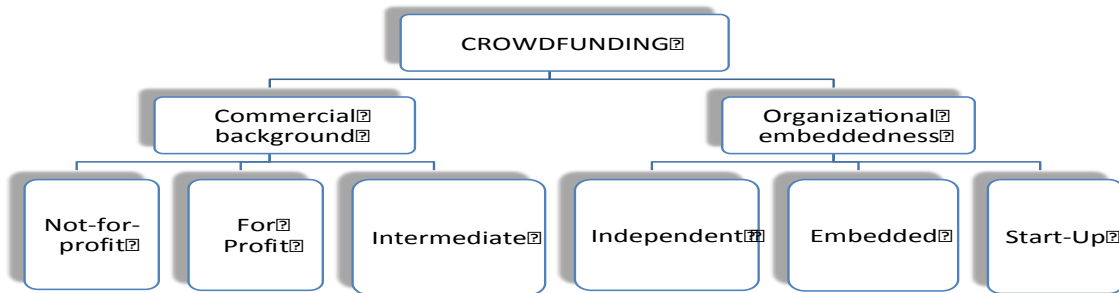 CROWDFUNDING
Commercial
background
Organizational
embeddedness
Not-for-
profit
For
Profit
Intermediate
Independent
Embedded
Start-Up